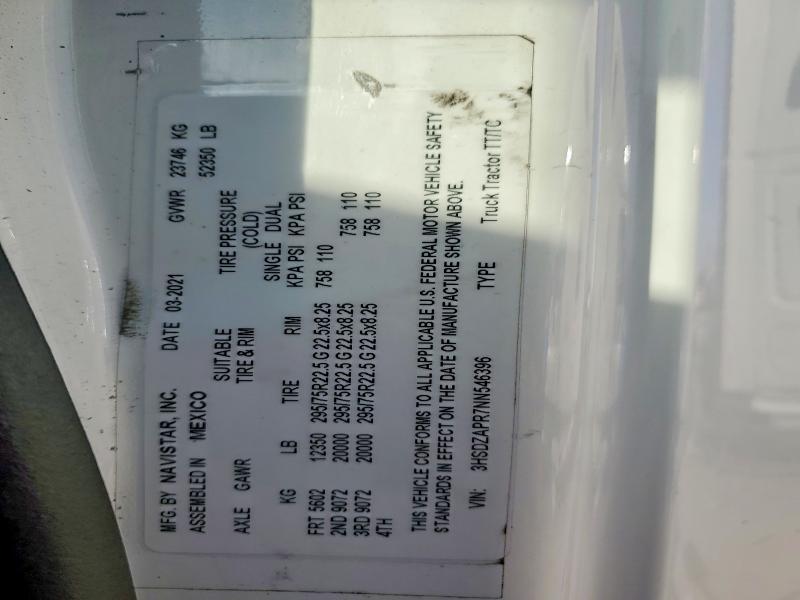 MFG. BY NAVISTAR, INC. DATE 03-2021 GVWR 23746 KG
ASSEMBLED IN MEXICO 52350 LB
SUITABLE TIRE PRESSURE
AXLE GAWR TIRE & RIM (COLD)
SINGLE DUAL
KG LB TIRE RIM KPA PSI KPA PSI
FRT 5602 12350 295/75R22.5 G 22.5x8.25 758 110
2ND 9072 20000 295/75R22.5 G 22.5x8.25 758 110
3RD 9072 20000 295/75R22.5 G 22.5x8.25 758 110
4TH
THIS VEHICLE CONFORMS TO ALL APPLICABLE U.S. FEDERAL MOTOR VEHICLE SAFETY
STANDARDS IN EFFECT ON THE DATE OF MANUFACTURE SHOWN ABOVE.
VIN: 3HSDZAPR7NN546396 TYPE Truck Tractor TT/TC